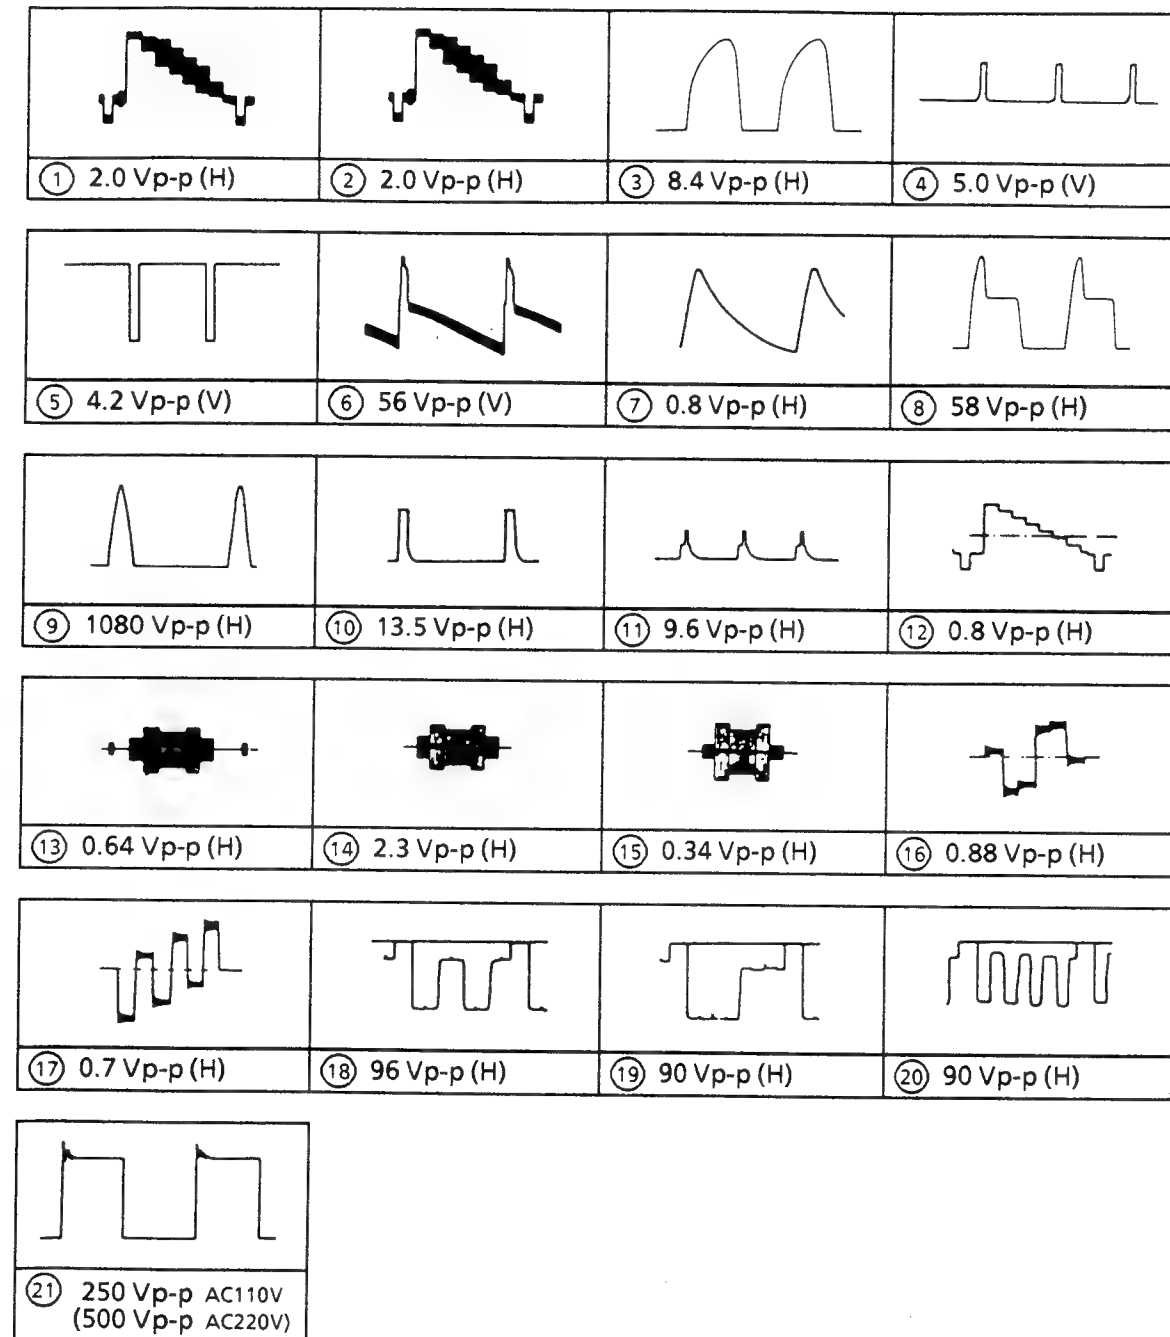 ① 2.0 Vp-p (H)
② 2.0 Vp-p (H)
③ 8.4 Vp-p (H)
④ 5.0 Vp-p (V)
⑤ 4.2 Vp-p (V)
⑥ 56 Vp-p (V)
⑦ 0.8 Vp-p (H)
⑧ 58 Vp-p (H)
⑨ 1080 Vp-p (H)
⑩ 13.5 Vp-p (H)
⑪ 9.6 Vp-p (H)
⑫ 0.8 Vp-p (H)
⑬ 0.64 Vp-p (H)
⑭ 2.3 Vp-p (H)
⑮ 0.34 Vp-p (H)
⑯ 0.88 Vp-p (H)
⑰ 0.7 Vp-p (H)
⑱ 96 Vp-p (H)
⑲ 90 Vp-p (H)
⑳ 90 Vp-p (H)
㉑ 250 Vp-p AC110V
(500 Vp-p AC220V)